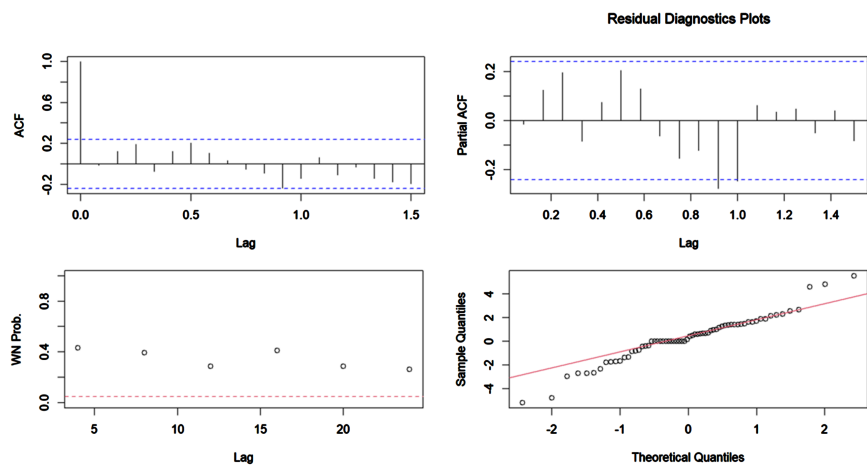 Residual Diagnostics Plots
ACF
1.0
0.6
0.2
-0.2
0.0 0.5 1.0 1.5
Lag
Partial ACF
0.2
0.0
-0.2
0.2 0.4 0.6 0.8 1.0 1.2 1.4
Lag
WN Prob.
0.8
0.4
0.0
5 10 15 20
Lag
Sample Quantiles
4
2
0
-2
-4
-2 -1 0 1 2
Theoretical Quantiles